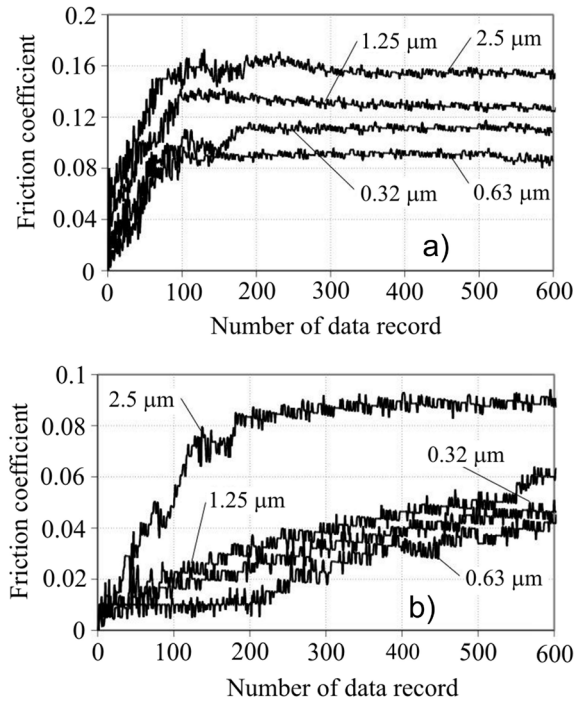 0.2
0.16
0.12
0.08
0.04
0
Friction coefficient
1.25 µm
2.5 µm
0.32 µm
0.63 µm
a)
0 100 200 300 400 500 600
Number of data record
0.1
0.08
0.06
0.04
0.02
0
Friction coefficient
2.5 µm
0.32 µm
1.25 µm
0.63 µm
b)
0 100 200 300 400 500 600
Number of data record